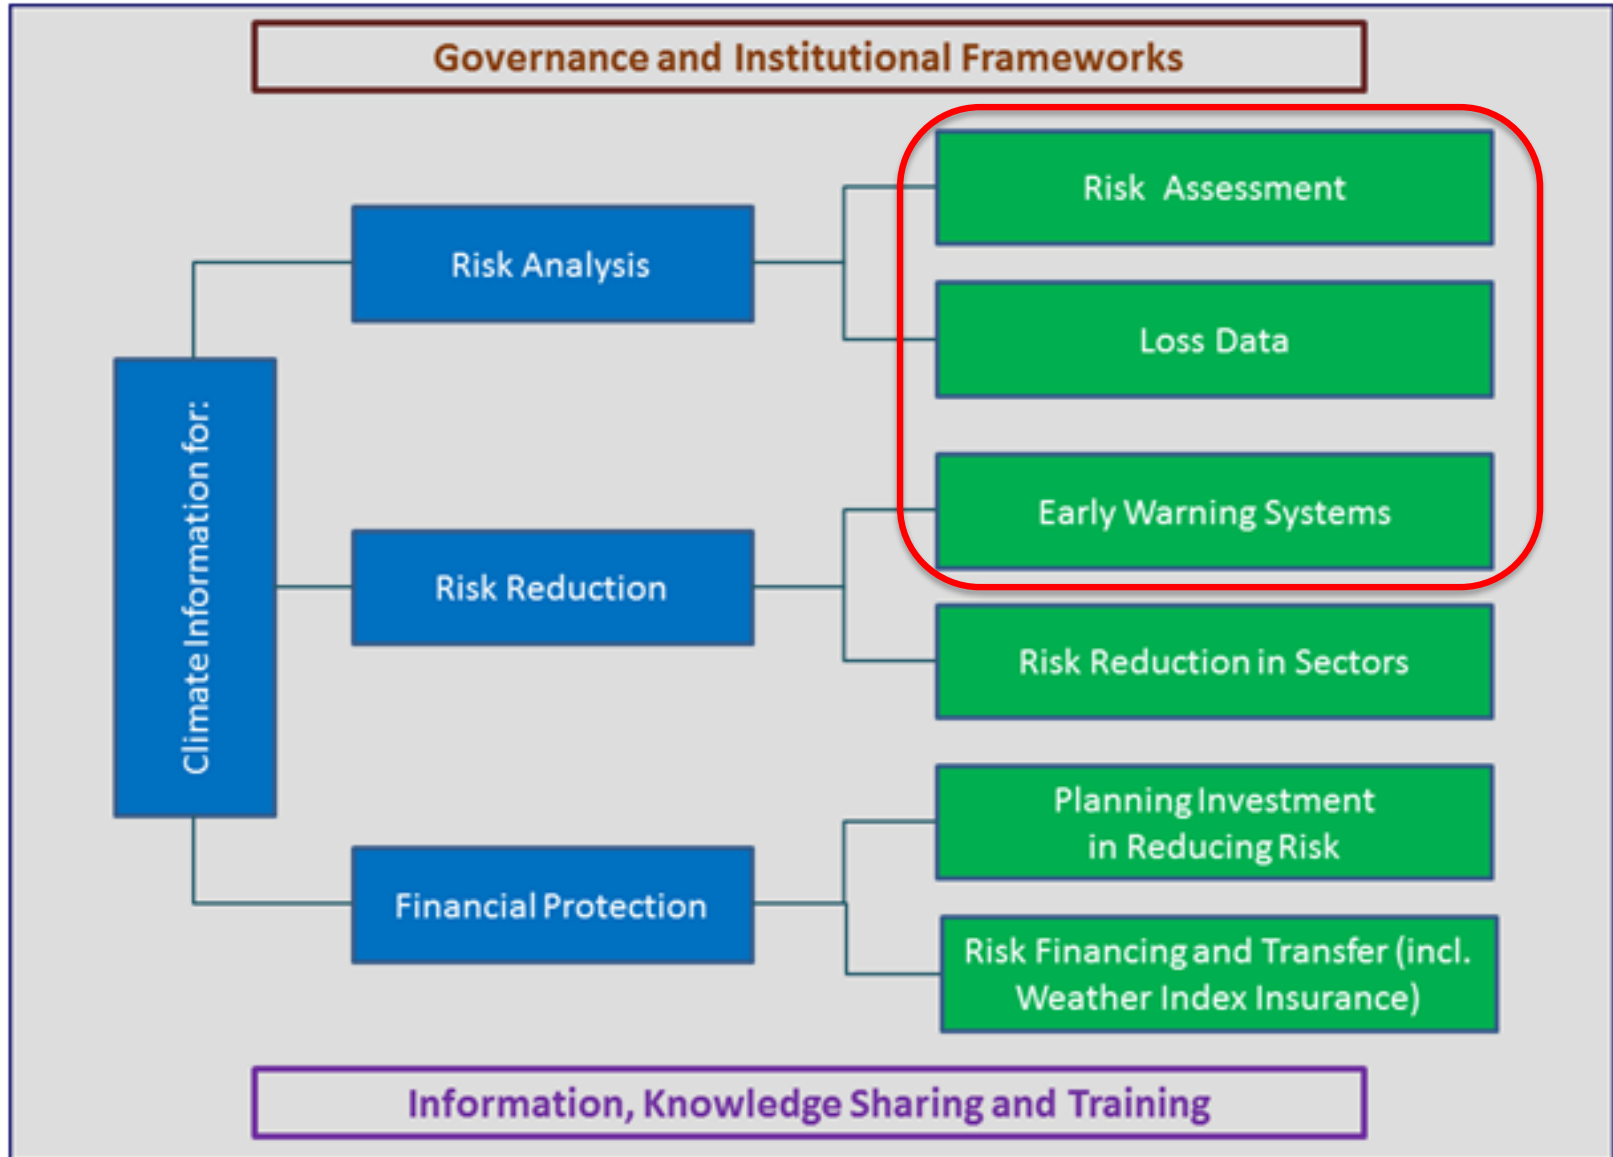 Governance and Institutional Frameworks
Risk Assessment
Risk Analysis
Loss Data
Climate Information for:
Early Warning Systems
Risk Reduction
Risk Reduction in Sectors
Planning Investment
in Reducing Risk
Financial Protection
Risk Financing and Transfer (incl.
Weather Index Insurance)
Information, Knowledge Sharing and Training